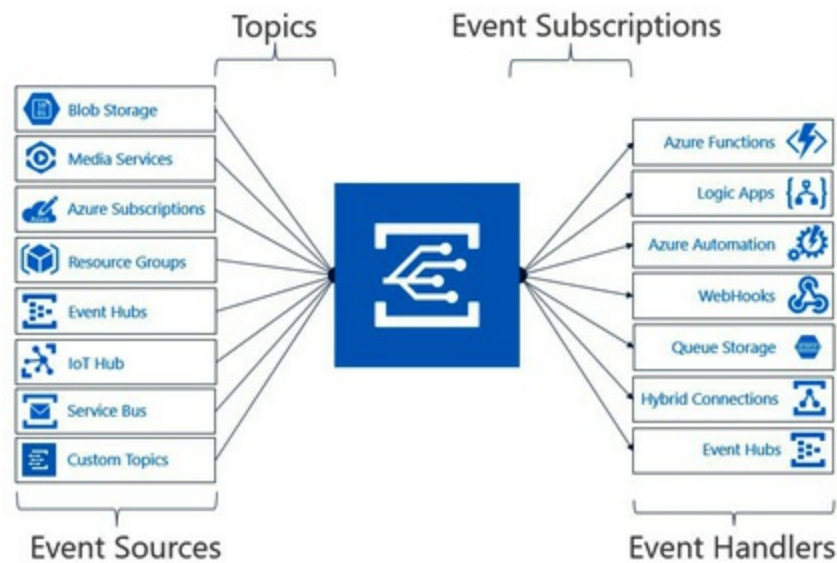 Topics
Event Subscriptions
Blob Storage
Media Services
Azure Subscriptions
Resource Groups
Event Hubs
IoT Hub
Service Bus
Custom Topics
Event Sources
Azure Functions
Logic Apps
Azure Automation
WebHooks
Queue Storage
Hybrid Connections
Event Hubs
Event Handlers